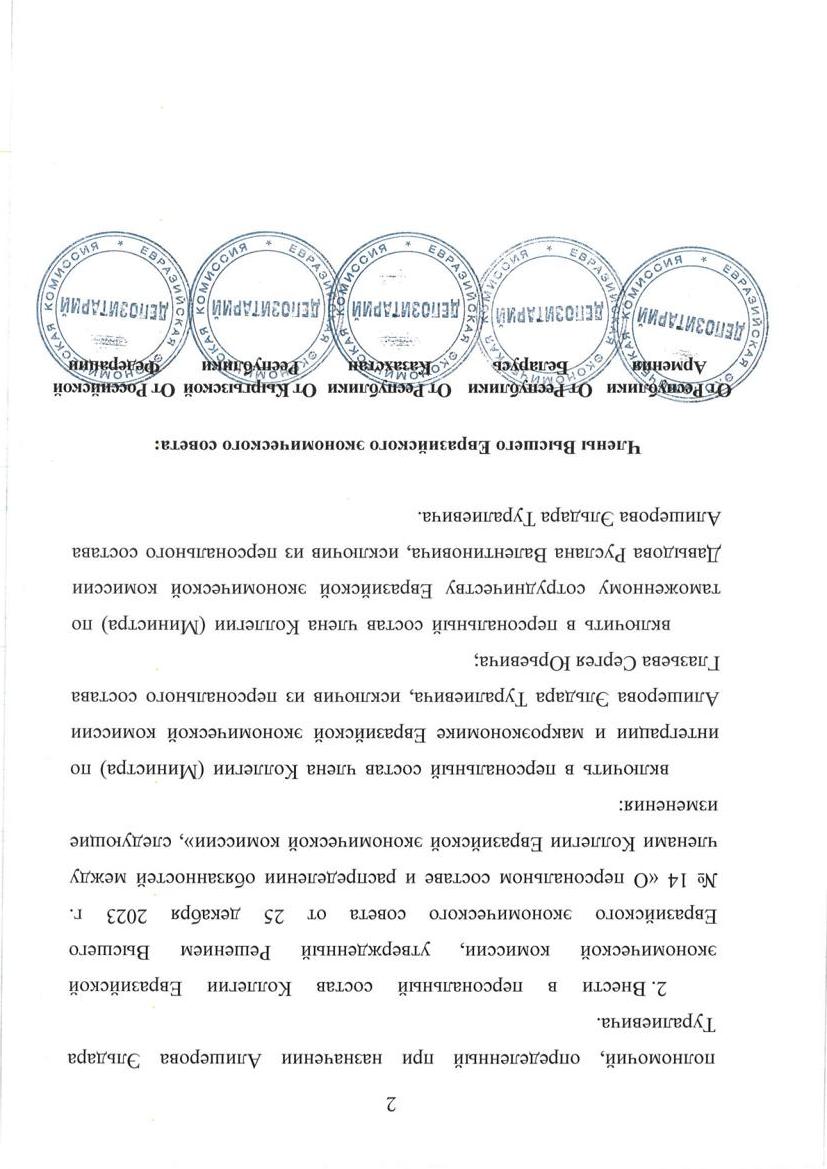 2
полномочий, определенный при назначении Алишерова Эльдара
Туралиевича.
2. Внести в персональный состав Коллегии Евразийской
экономической комиссии, утвержденный Решением Высшего
Евразийского экономического совета от 25 декабря 2023 г.
№ 14 «О персональном составе и распределении обязанностей между
членами Коллегии Евразийской экономической комиссии», следующие
изменения:
включить в персональный состав члена Коллегии (Министра) по
интеграции и макроэкономике Евразийской экономической комиссии
Алишерова Эльдара Туралиевича, исключив из персонального состава
Глазьева Сергея Юрьевича;
включить в персональный состав члена Коллегии (Министра) по
таможенному сотрудничеству Евразийской экономической комиссии
Давыдова Руслана Валентиновича, исключив из персонального состава
Алишерова Эльдара Туралиевича.
Члены Высшего Евразийского экономического совета:
От Республики От Республики От Республики От Кыргызской От Российской
Армения Беларусь Казахстан Республики Федерации
ЕВРАЗИЙСКАЯ ЭКОНОМИЧЕСКАЯ КОМИССИЯ *
ДЕПОЗИТАРИЙ
ЕВРАЗИЙСКАЯ ЭКОНОМИЧЕСКАЯ КОМИССИЯ *
ДЕПОЗИТАРИЙ
ЕВРАЗИЙСКАЯ ЭКОНОМИЧЕСКАЯ КОМИССИЯ *
ДЕПОЗИТАРИЙ
ЕВРАЗИЙСКАЯ ЭКОНОМИЧЕСКАЯ КОМИССИЯ *
ДЕПОЗИТАРИЙ
ЕВРАЗИЙСКАЯ ЭКОНОМИЧЕСКАЯ КОМИССИЯ *
ДЕПОЗИТАРИЙ